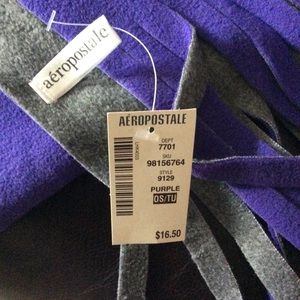 aéropostale
AÉROPOSTALE
DEPT
7701
SKU
98156764
STYLE
9129
PURPLE
OS/TU
$16.50